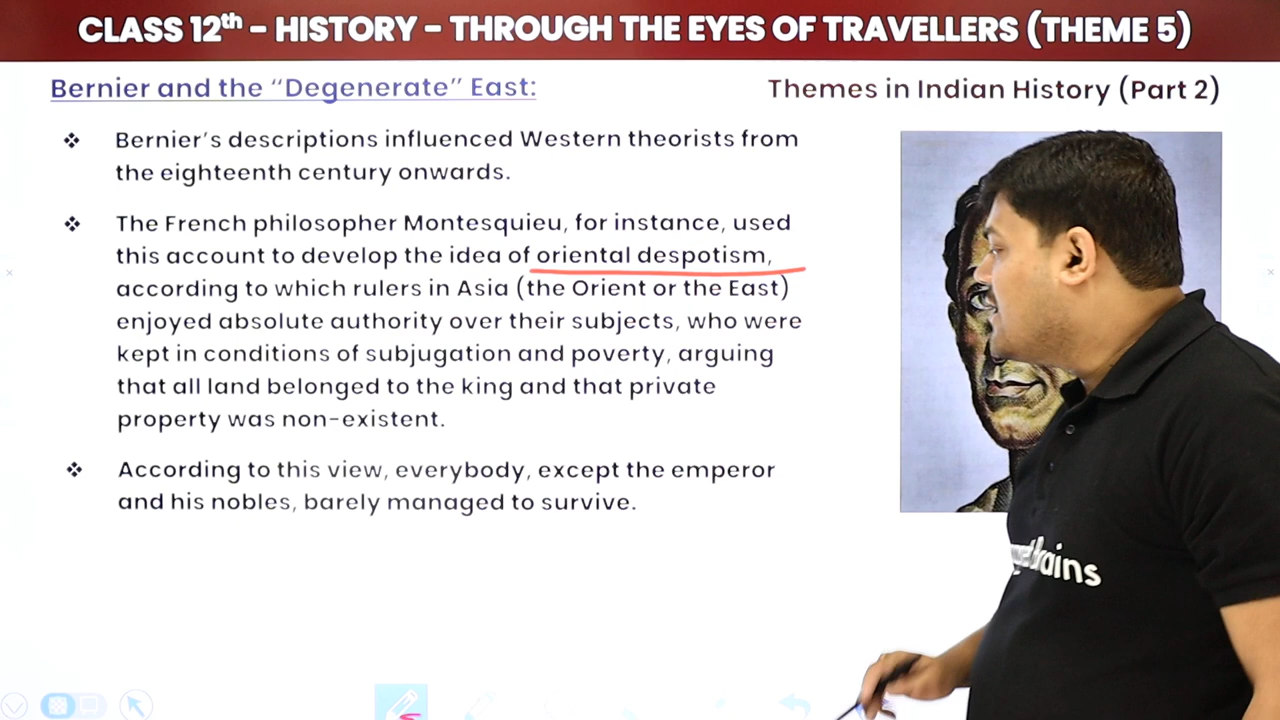 CLASS 12th – HISTORY – THROUGH THE EYES OF TRAVELLERS (THEME 5)
Bernier and the “Degenerate” East:
Themes in Indian History (Part 2)
❖ Bernier’s descriptions influenced Western theorists from
the eighteenth century onwards.
❖ The French philosopher Montesquieu, for instance, used
this account to develop the idea of oriental despotism,
according to which rulers in Asia (the Orient or the East)
enjoyed absolute authority over their subjects, who were
kept in conditions of subjugation and poverty, arguing
that all land belonged to the king and that private
property was non-existent.
❖ According to this view, everybody, except the emperor
and his nobles, barely managed to survive.